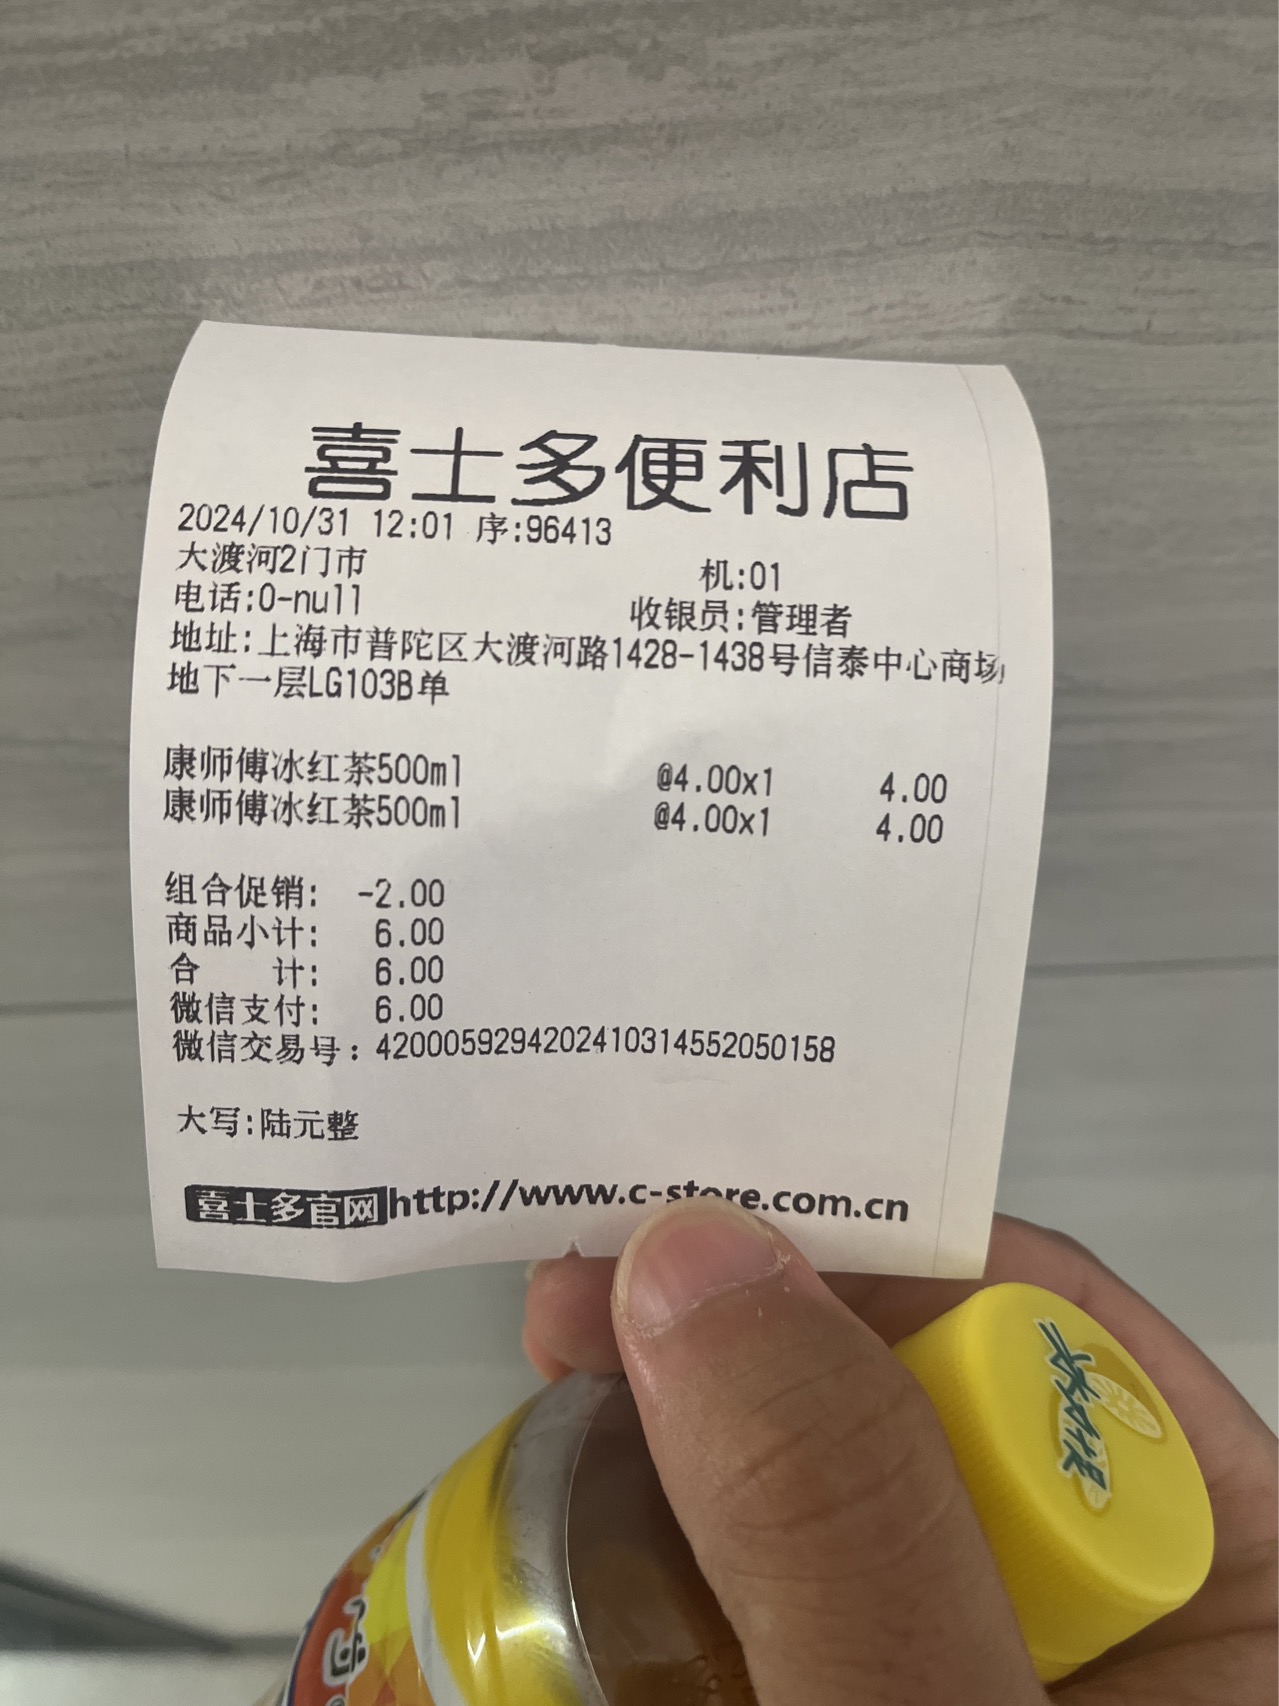 喜士多便利店
2024/10/31 12:01 序:96413
大渡河2门市 机:01
电话:0-null 收银员:管理者
地址:上海市普陀区大渡河路1428-1438号信泰中心商场
地下一层LG103B单
康师傅冰红茶500ml @4.00x1 4.00
康师傅冰红茶500ml @4.00x1 4.00
组合促销: -2.00
商品小计: 6.00
合 计: 6.00
微信支付: 6.00
微信交易号：4200059294202410314552050158
大写:陆元整
喜士多官网http://www.c-store.com.cn